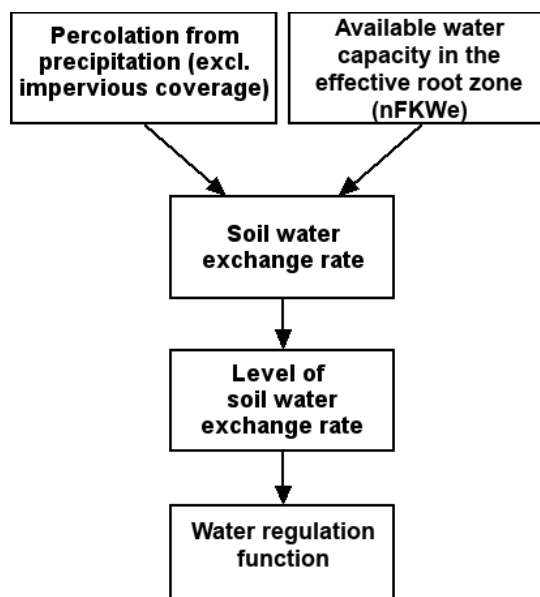 Percolation from
precipitation (excl.
impervious coverage)
Available water
capacity in the
effective root zone
(nFKWe)
Soil water
exchange rate
Level of
soil water
exchange rate
Water regulation
function